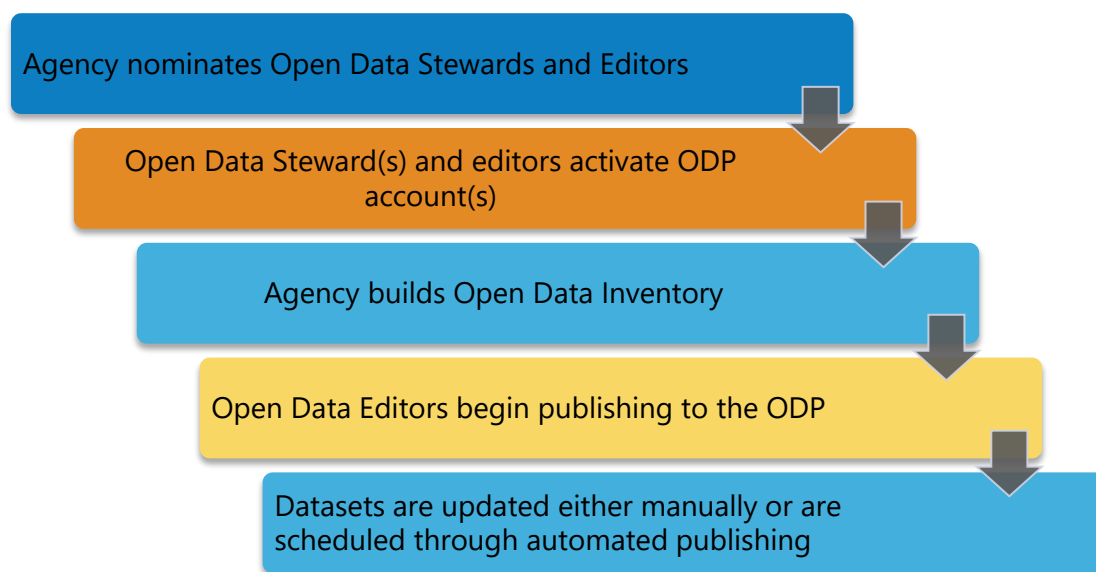 Agency nominates Open Data Stewards and Editors
Open Data Steward(s) and editors activate ODP
account(s)
Agency builds Open Data Inventory
Open Data Editors begin publishing to the ODP
Datasets are updated either manually or are
scheduled through automated publishing